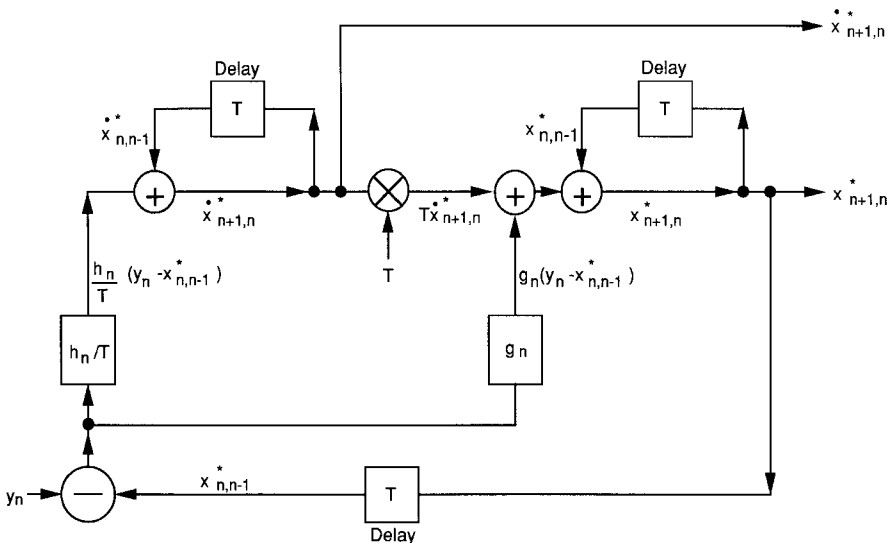 ẋ*n+1,n
Delay
T
Delay
T
ẋ*n,n-1
x*n,n-1
+
ẋ*n+1,n
Tẋ*n+1,n
+
+
x*n+1,n
x*n+1,n
T
hn/T (yn - x*n,n-1)
gn(yn - x*n,n-1)
hn/T
gn
yn
x*n,n-1
T
Delay